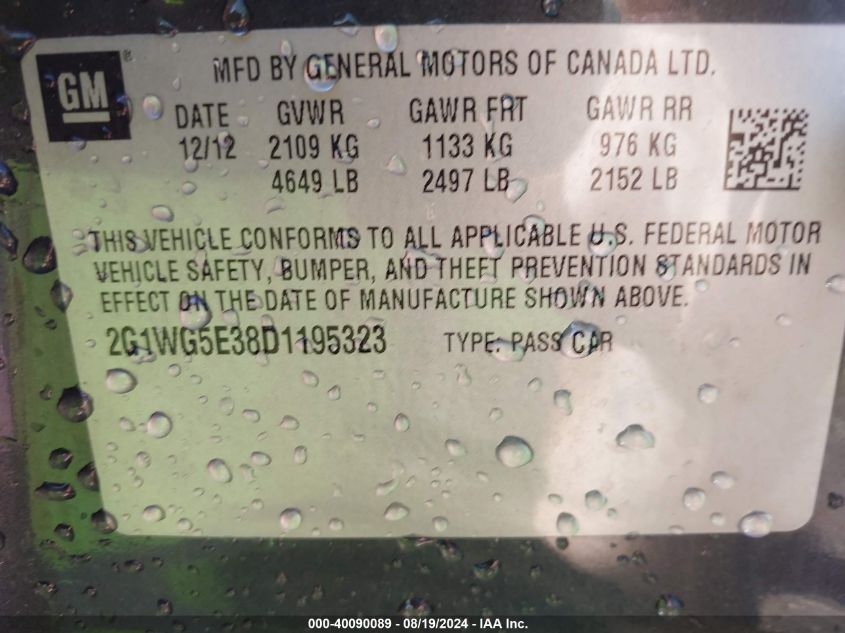 GM ®
MFD BY GENERAL MOTORS OF CANADA LTD.
DATE GVWR GAWR FRT GAWR RR
12/12 2109 KG 1133 KG 976 KG
4649 LB 2497 LB 2152 LB
THIS VEHICLE CONFORMS TO ALL APPLICABLE U.S. FEDERAL MOTOR
VEHICLE SAFETY, BUMPER, AND THEFT PREVENTION STANDARDS IN
EFFECT ON THE DATE OF MANUFACTURE SHOWN ABOVE.
2G1WG5E38D1195323 TYPE: PASS CAR
000-40090089 - 08/19/2024 - IAA Inc.